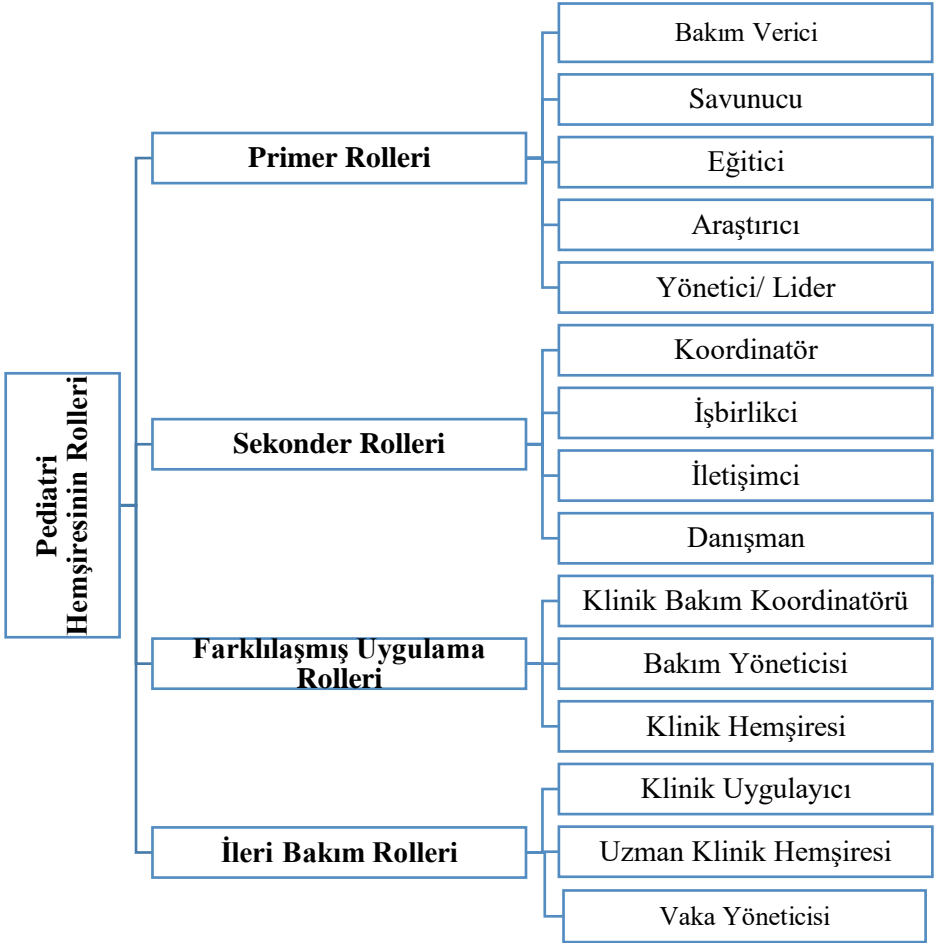 Pediatri
Hemşiresinin Rolleri
Primer Rolleri
Bakım Verici
Savunucu
Eğitici
Araştırıcı
Yönetici/ Lider
Sekonder Rolleri
Koordinatör
İşbirlikci
İletişimci
Danışman
Farklılaşmış Uygulama
Rolleri
Klinik Bakım Koordinatörü
Bakım Yöneticisi
Klinik Hemşiresi
İleri Bakım Rolleri
Klinik Uygulayıcı
Uzman Klinik Hemşiresi
Vaka Yöneticisi